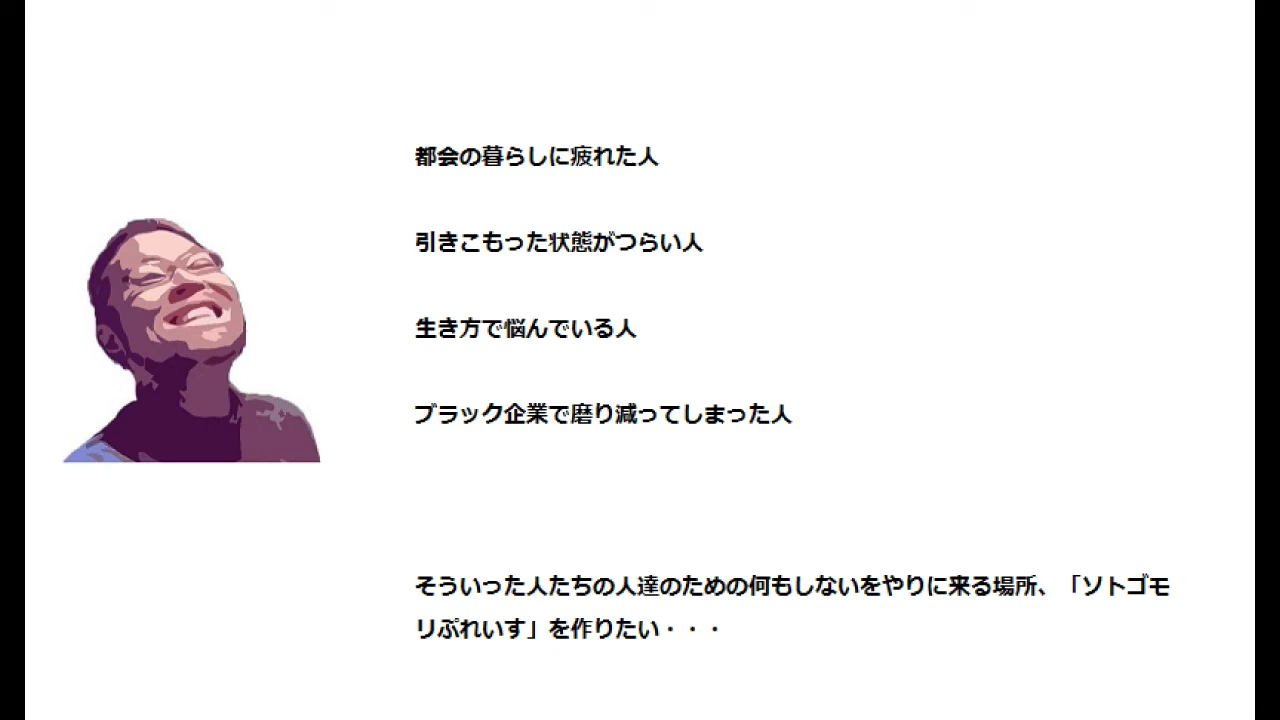 都会の暮らしに疲れた人
引きこもった状態がつらい人
生き方で悩んでいる人
ブラック企業で磨り減ってしまった人
そういった人たちの人達のための何もしないをやりに来る場所、「ソトゴモ
リぷれいす」を作りたい・・・